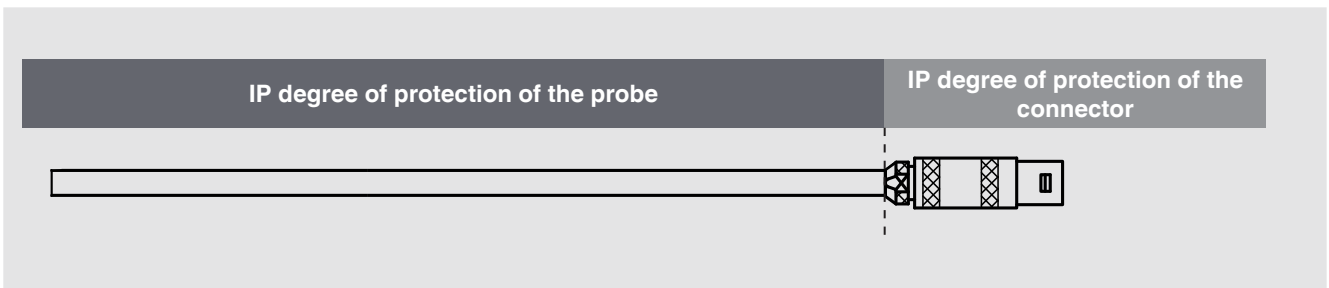 IP degree of protection of the probe
IP degree of protection of the
connector